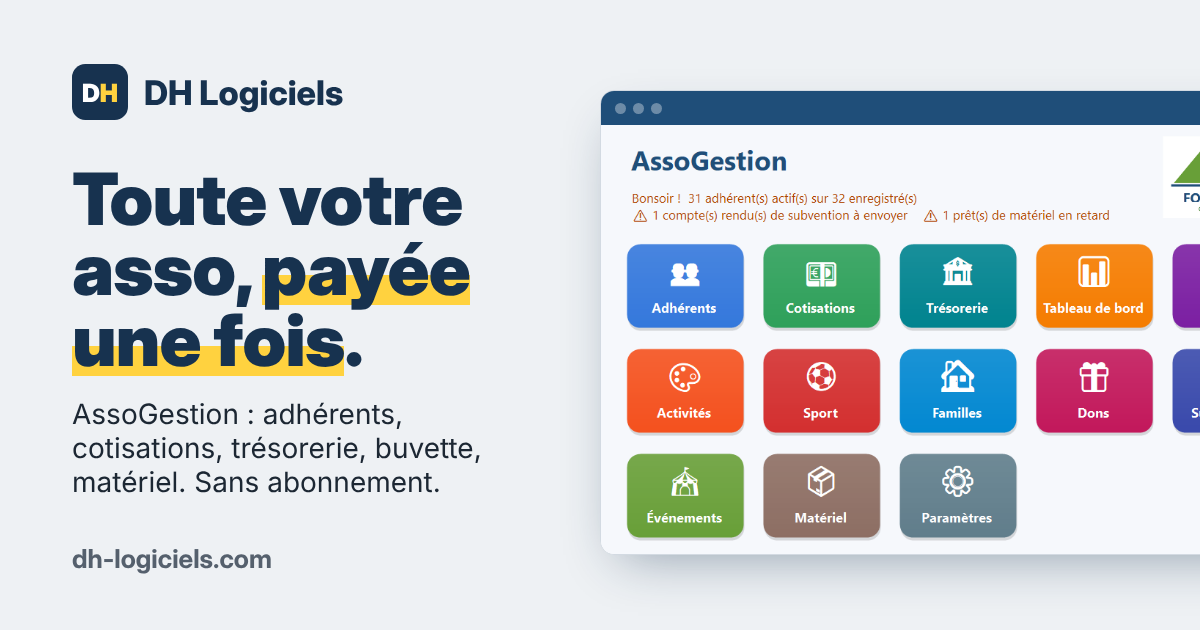 DH DH Logiciels
Toute votre
asso, payée
une fois.
AssoGestion : adhérents,
cotisations, trésorerie, buvette,
matériel. Sans abonnement.
dh-logiciels.com
AssoGestion
Bonsoir ! 31 adhérent(s) actif(s) sur 32 enregistré(s)
⚠ 1 compte(s) rendu(s) de subvention à envoyer ⚠ 1 prêt(s) de matériel en retard
Adhérents Cotisations Trésorerie Tableau de bord
Activités Sport Familles Dons
Événements Matériel Paramètres